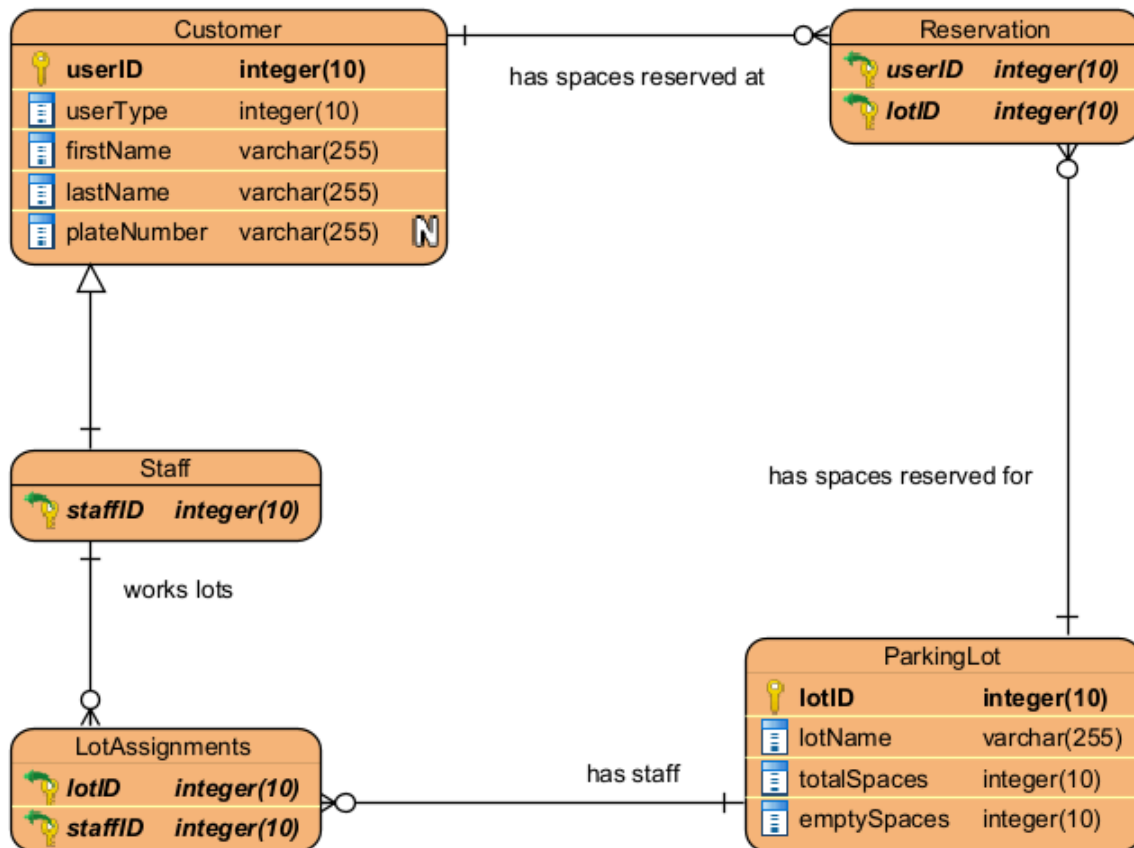 Customer
userID integer(10)
userType integer(10)
firstName varchar(255)
lastName varchar(255)
plateNumber varchar(255) N
has spaces reserved at
Reservation
userID integer(10)
lotID integer(10)
Staff
staffID integer(10)
has spaces reserved for
works lots
LotAssignments
lotID integer(10)
staffID integer(10)
has staff
ParkingLot
lotID integer(10)
lotName varchar(255)
totalSpaces integer(10)
emptySpaces integer(10)